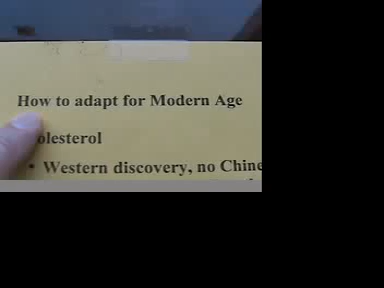 How to adapt for Modern Age
olesterol
• Western discovery, no Chine